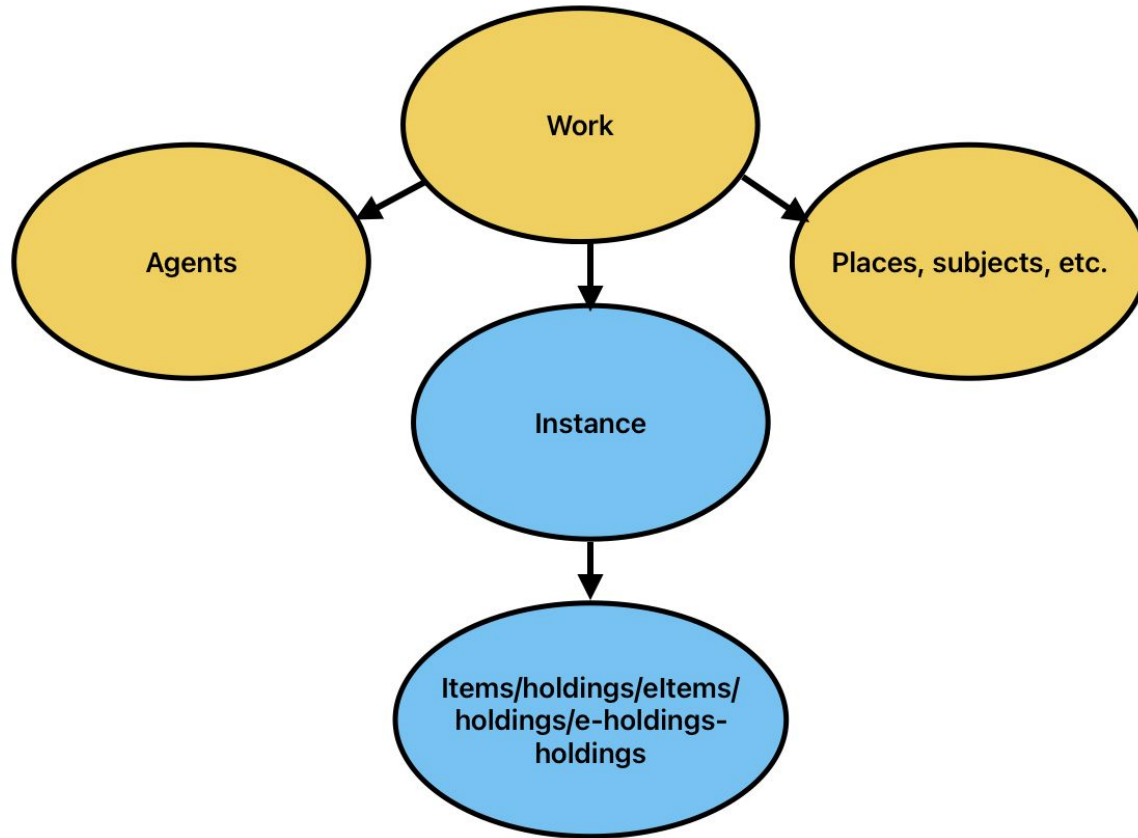 Work
Agents
Places, subjects, etc.
Instance
Items/holdings/eItems/
holdings/e-holdings-
holdings